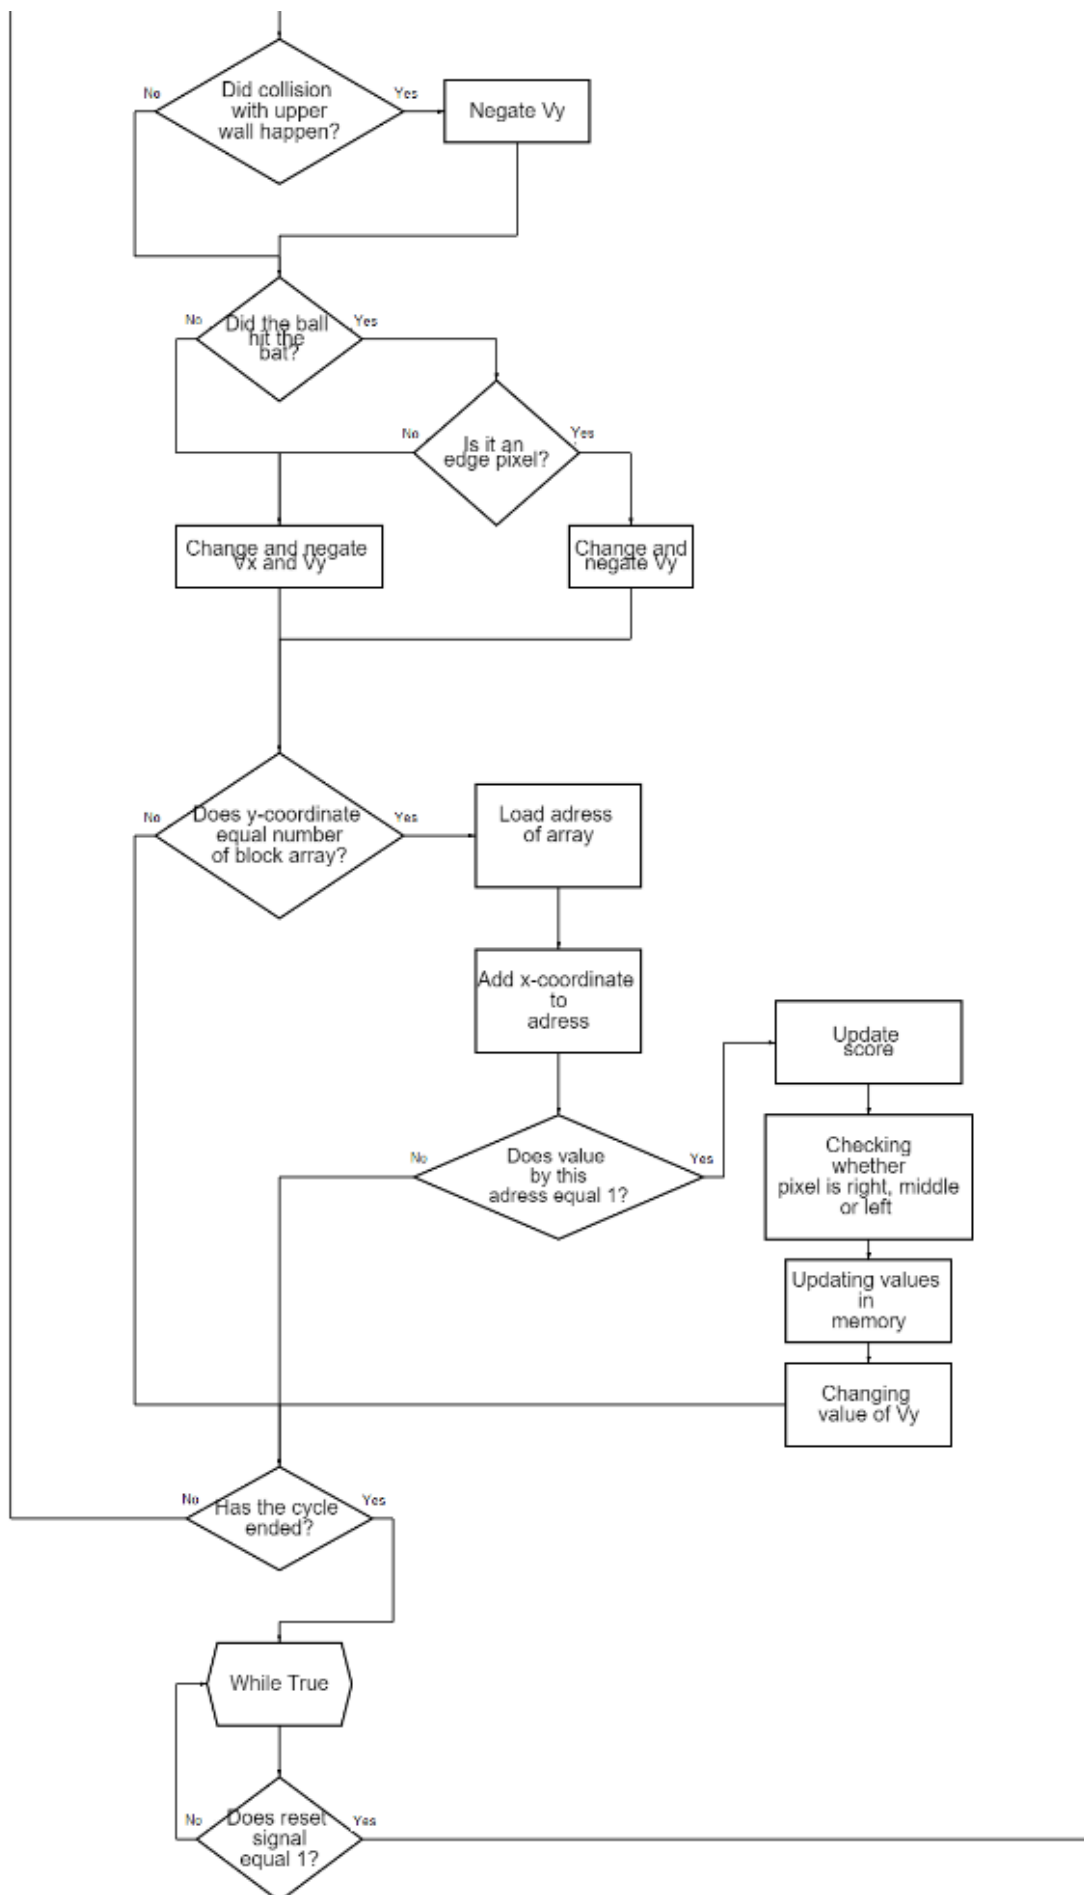 Did collision
with upper
wall happen?
No
Yes
Negate Vy
Did the ball
hit the
bat?
No
Yes
Is it an
edge pixel?
No
Yes
Change and negate
Vx and Vy
Change and
negate Vy
Does y-coordinate
equal number
of block array?
No
Yes
Load adress
of array
Add x-coordinate
to
adress
Does value
by this
adress equal 1?
No
Yes
Update
score
Checking
whether
pixel is right, middle
or left
Updating values
in
memory
Changing
value of Vy
Has the cycle
ended?
No
Yes
While True
Does reset
signal
equal 1?
No
Yes